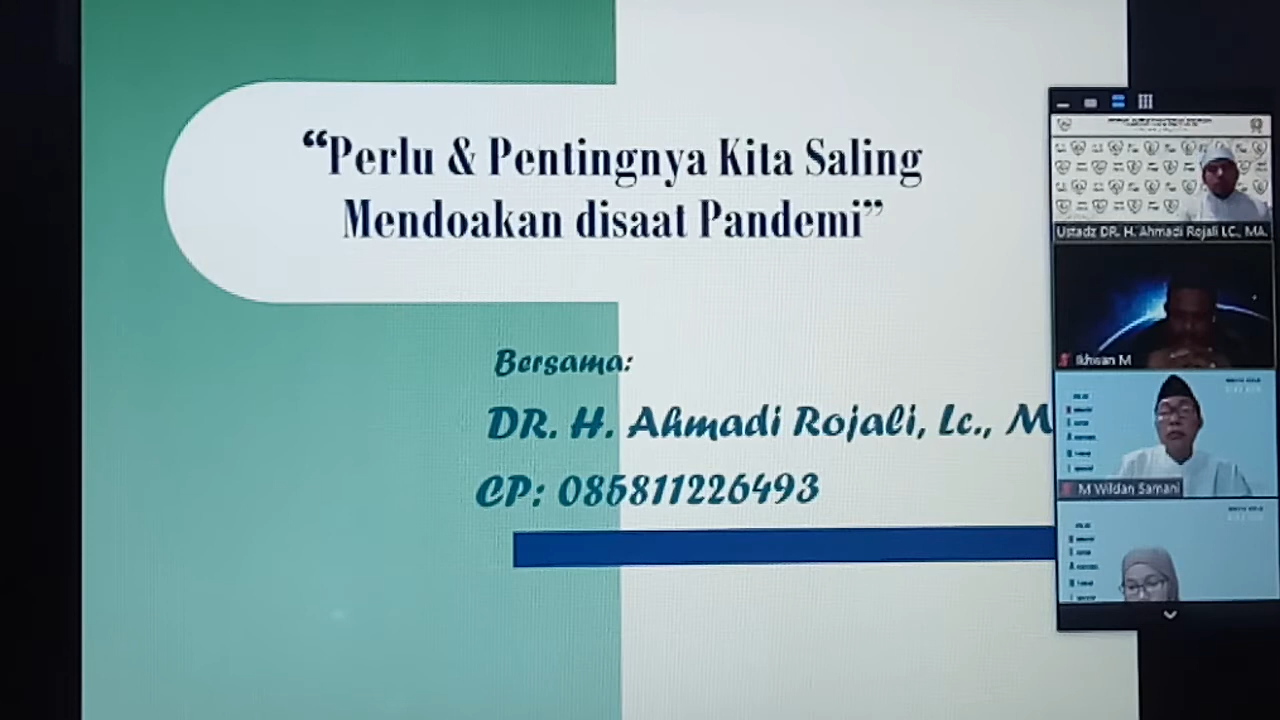 “Perlu & Pentingnya Kita Saling
Mendoakan disaat Pandemi”
Bersama:
DR. H. Ahmadi Rojali, Lc., M
CP: 085811226493
Ustadz DR. H. Ahmadi Rojali LC., MA.
Ikhwan M
M Wildan Samani